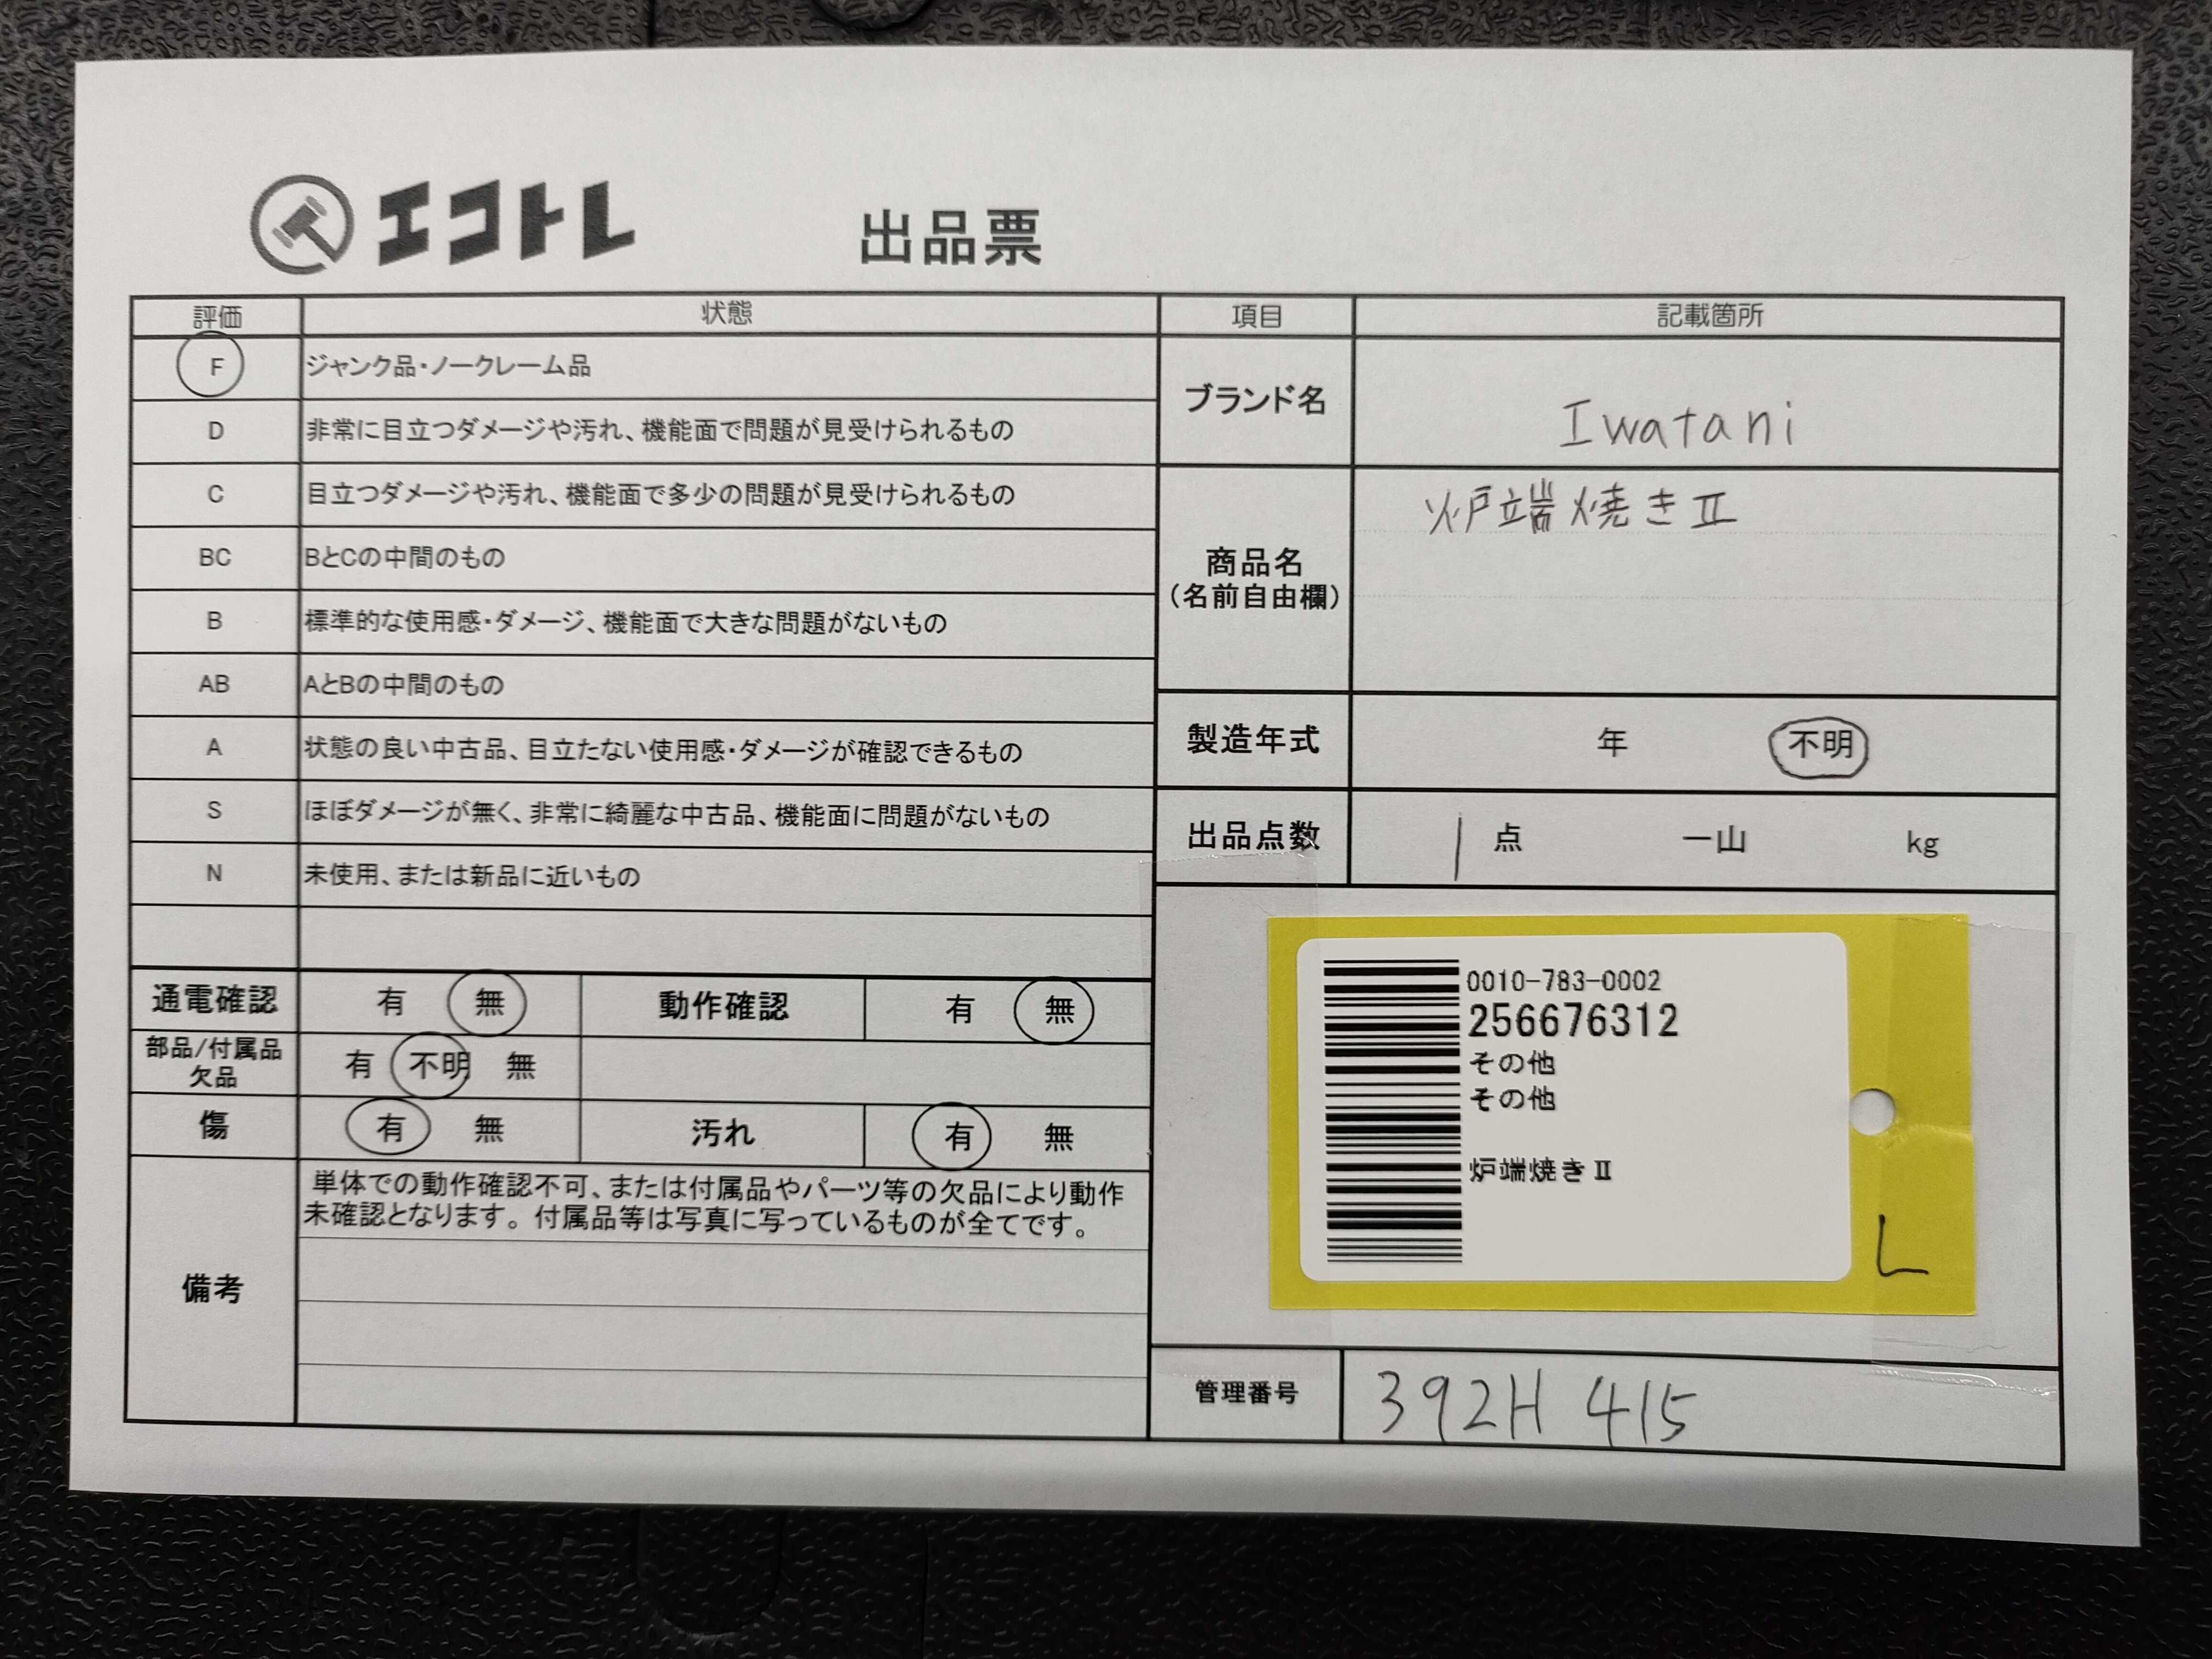 エコトレ
出品票
評価 状態
F ジャンク品・ノークレーム品
D 非常に目立つダメージや汚れ、機能面で問題が見受けられるもの
C 目立つダメージや汚れ、機能面で多少の問題が見受けられるもの
BC BとCの中間のもの
B 標準的な使用感・ダメージ、機能面で大きな問題がないもの
AB AとBの中間のもの
A 状態の良い中古品、目立たない使用感・ダメージが確認できるもの
S ほぼダメージが無く、非常に綺麗な中古品、機能面に問題がないもの
N 未使用、または新品に近いもの
通電確認 有 無 動作確認 有 無
部品/付属品
欠品 有 不明 無
傷 有 無 汚れ 有 無
備考
単体での動作確認不可、または付属品やパーツ等の欠品により動作
未確認となります。付属品等は写真に写っているものが全てです。
項目 記載箇所
ブランド名 Iwatani
商品名
(名前自由欄)
炉端焼きⅡ
製造年式 年 不明
出品点数 1 点 一山 kg
0010-783-0002
256676312
その他
その他
炉端焼きⅡ
L
管理番号 392H 415